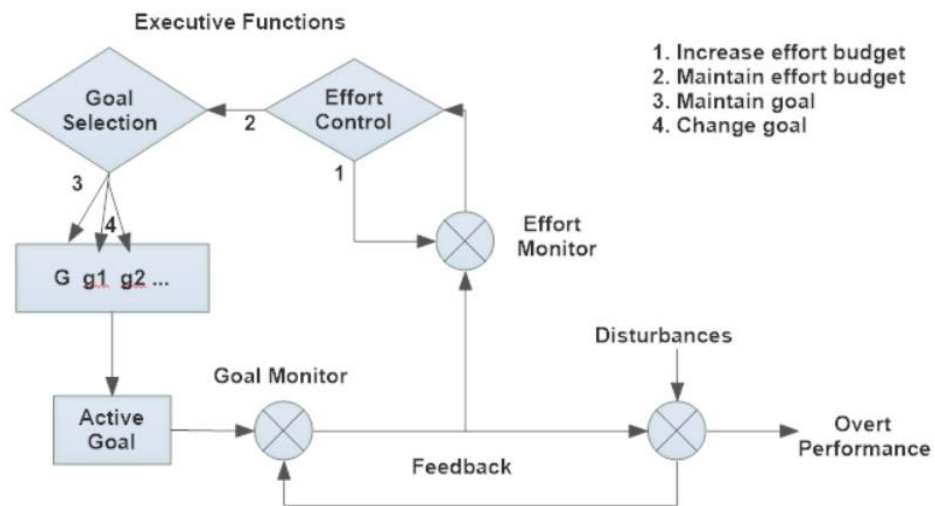 Executive Functions
1. Increase effort budget
2. Maintain effort budget
3. Maintain goal
4. Change goal
Goal
Selection
2
Effort
Control
3
4
1
Effort
Monitor
G g1 g2 ...
Disturbances
Goal Monitor
Active
Goal
Overt
Performance
Feedback